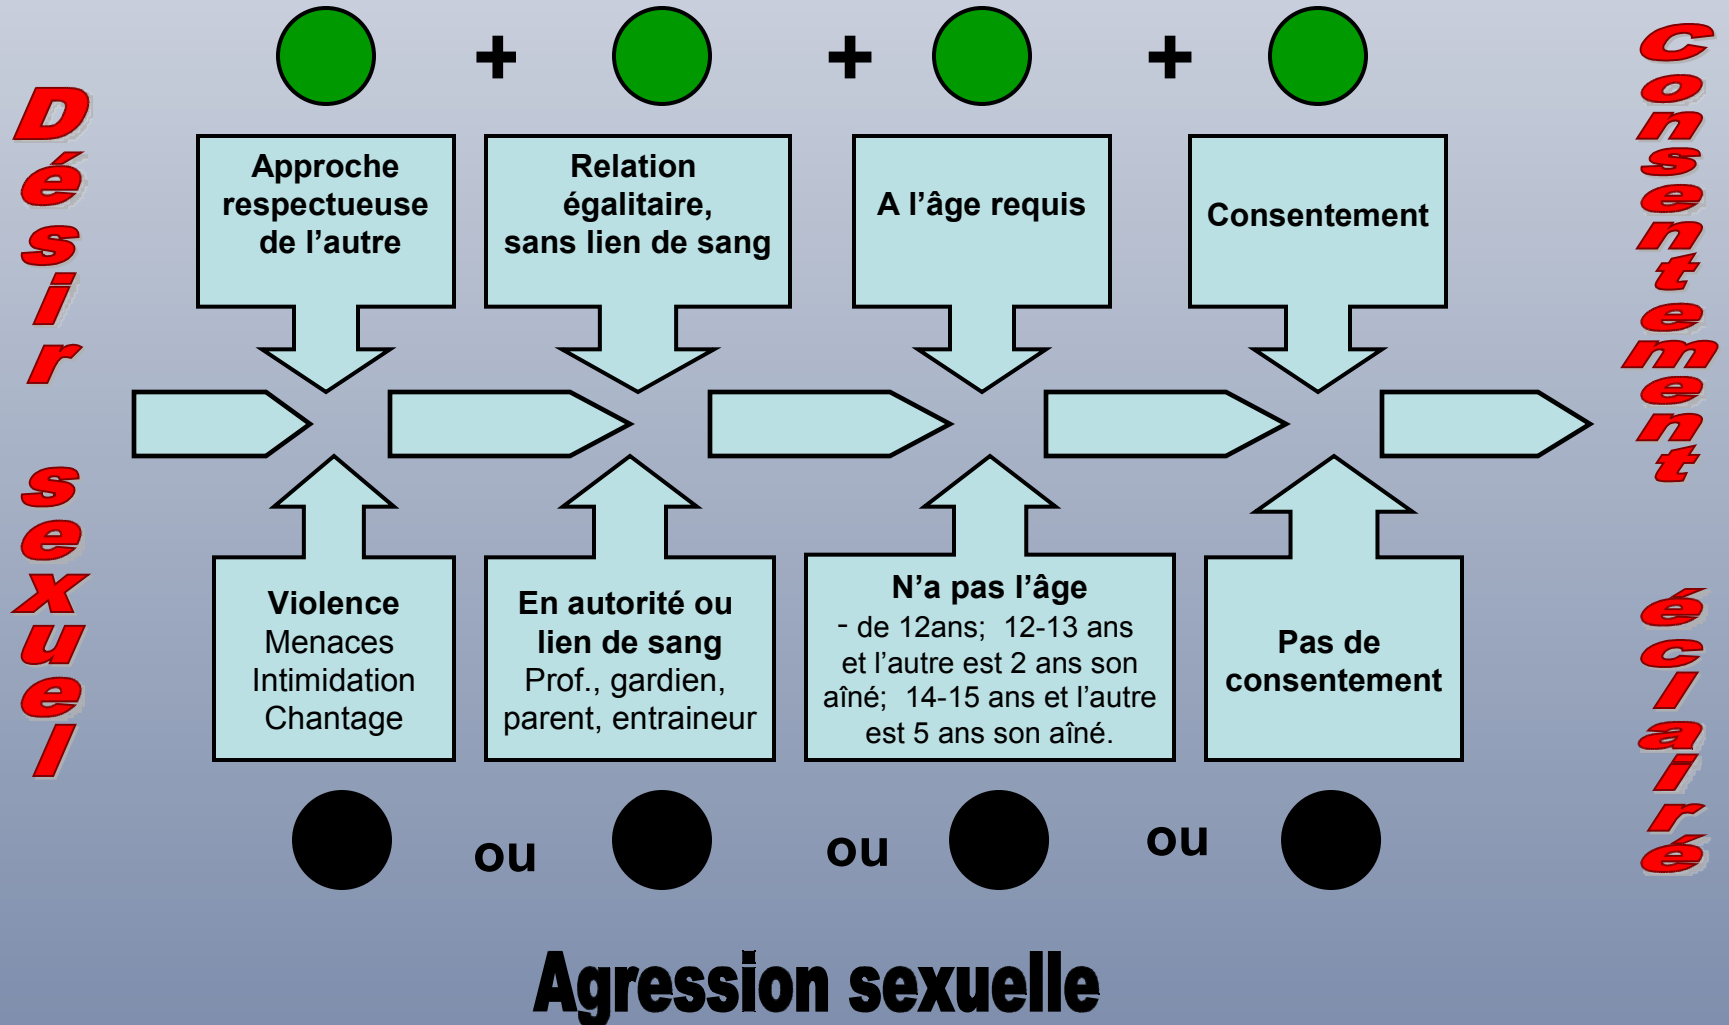 Désir sexuel
+
+
+
Approche
respectueuse
de l'autre
Relation
égalitaire,
sans lien de sang
A l'âge requis
Consentement
Violence
Menaces
Intimidation
Chantage
En autorité ou
lien de sang
Prof., gardien,
parent, entraineur
N'a pas l'âge
- de 12ans; 12-13 ans
et l'autre est 2 ans son
aîné; 14-15 ans et l'autre
est 5 ans son aîné.
Pas de
consentement
ou
ou
ou
Agression sexuelle
Consentement éclairé